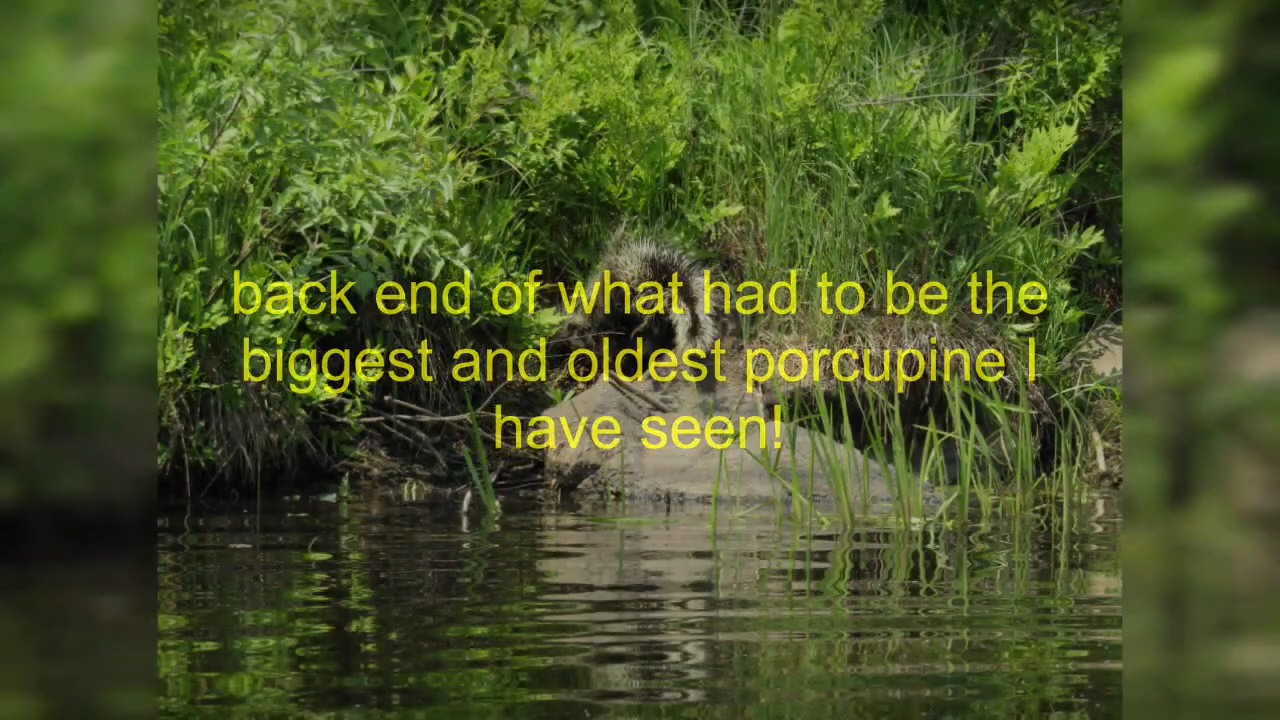 back end of what had to be the
biggest and oldest porcupine I
have seen!